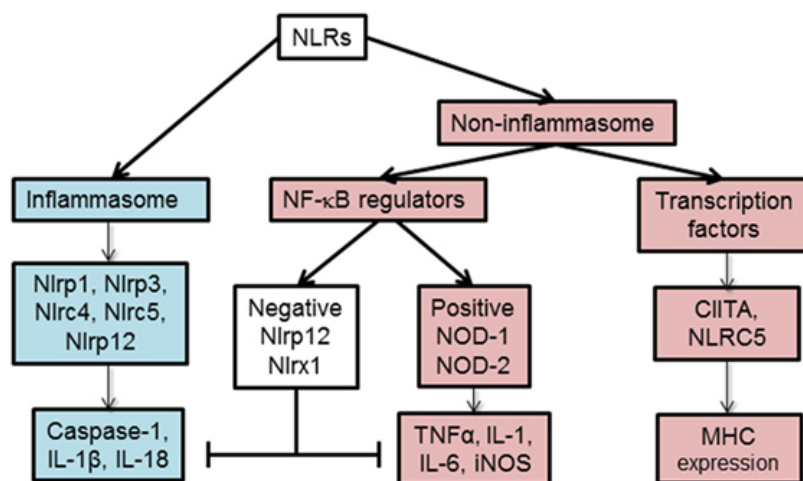 NLRs
Non-inflammasome
Inflammasome
NF-κB regulators
Transcription
factors
Nlrp1, Nlrp3,
Nlrc4, Nlrc5,
Nlrp12
Negative
Nlrp12
Nlrx1
Positive
NOD-1
NOD-2
CIITA,
NLRC5
Caspase-1,
IL-1β, IL-18
TNFα, IL-1,
IL-6, iNOS
MHC
expression